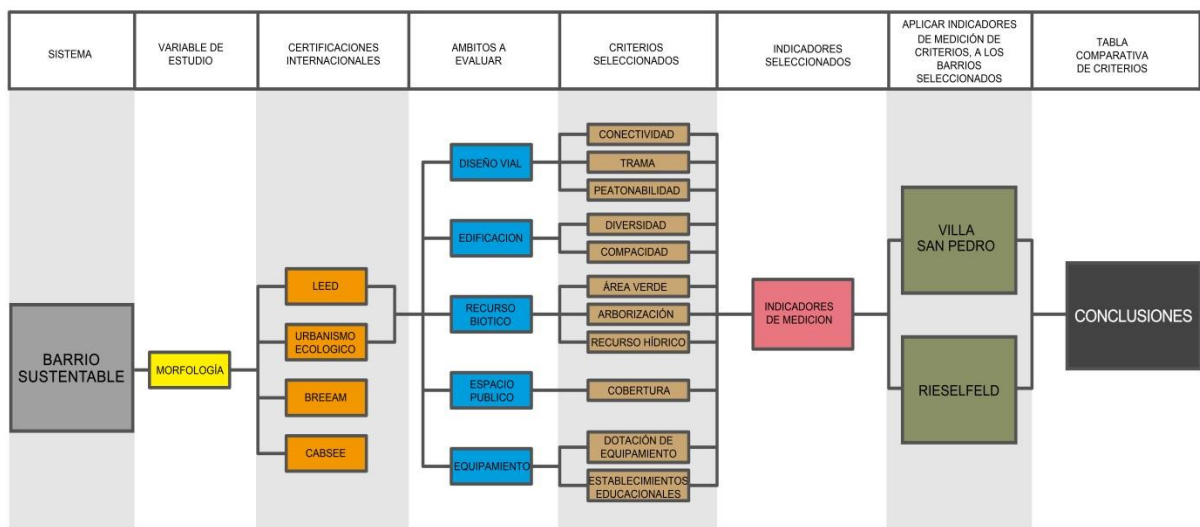 SISTEMA
VARIABLE DE
ESTUDIO
CERTIFICACIONES
INTERNACIONALES
AMBITOS A
EVALUAR
CRITERIOS
SELECCIONADOS
INDICADORES
SELECCIONADOS
APLICAR INDICADORES
DE MEDICIÓN DE
CRITERIOS, A LOS
BARRIOS
SELECCIONADOS
TABLA
COMPARATIVA
DE CRITERIOS
BARRIO
SUSTENTABLE
MORFOLOGÍA
LEED
URBANISMO
ECOLOGICO
BREEAM
CABSEE
DISEÑO VIAL
EDIFICACION
RECURSO
BIOTICO
ESPACIO
PUBLICO
EQUIPAMIENTO
CONECTIVIDAD
TRAMA
PEATONABILIDAD
DIVERSIDAD
COMPACIDAD
ÁREA VERDE
ARBORIZACIÓN
RECURSO HÍDRICO
COBERTURA
DOTACIÓN DE
EQUIPAMIENTO
ESTABLECIMIENTOS
EDUCACIONALES
INDICADORES
DE MEDICION
VILLA
SAN PEDRO
RIESELFELD
CONCLUSIONES